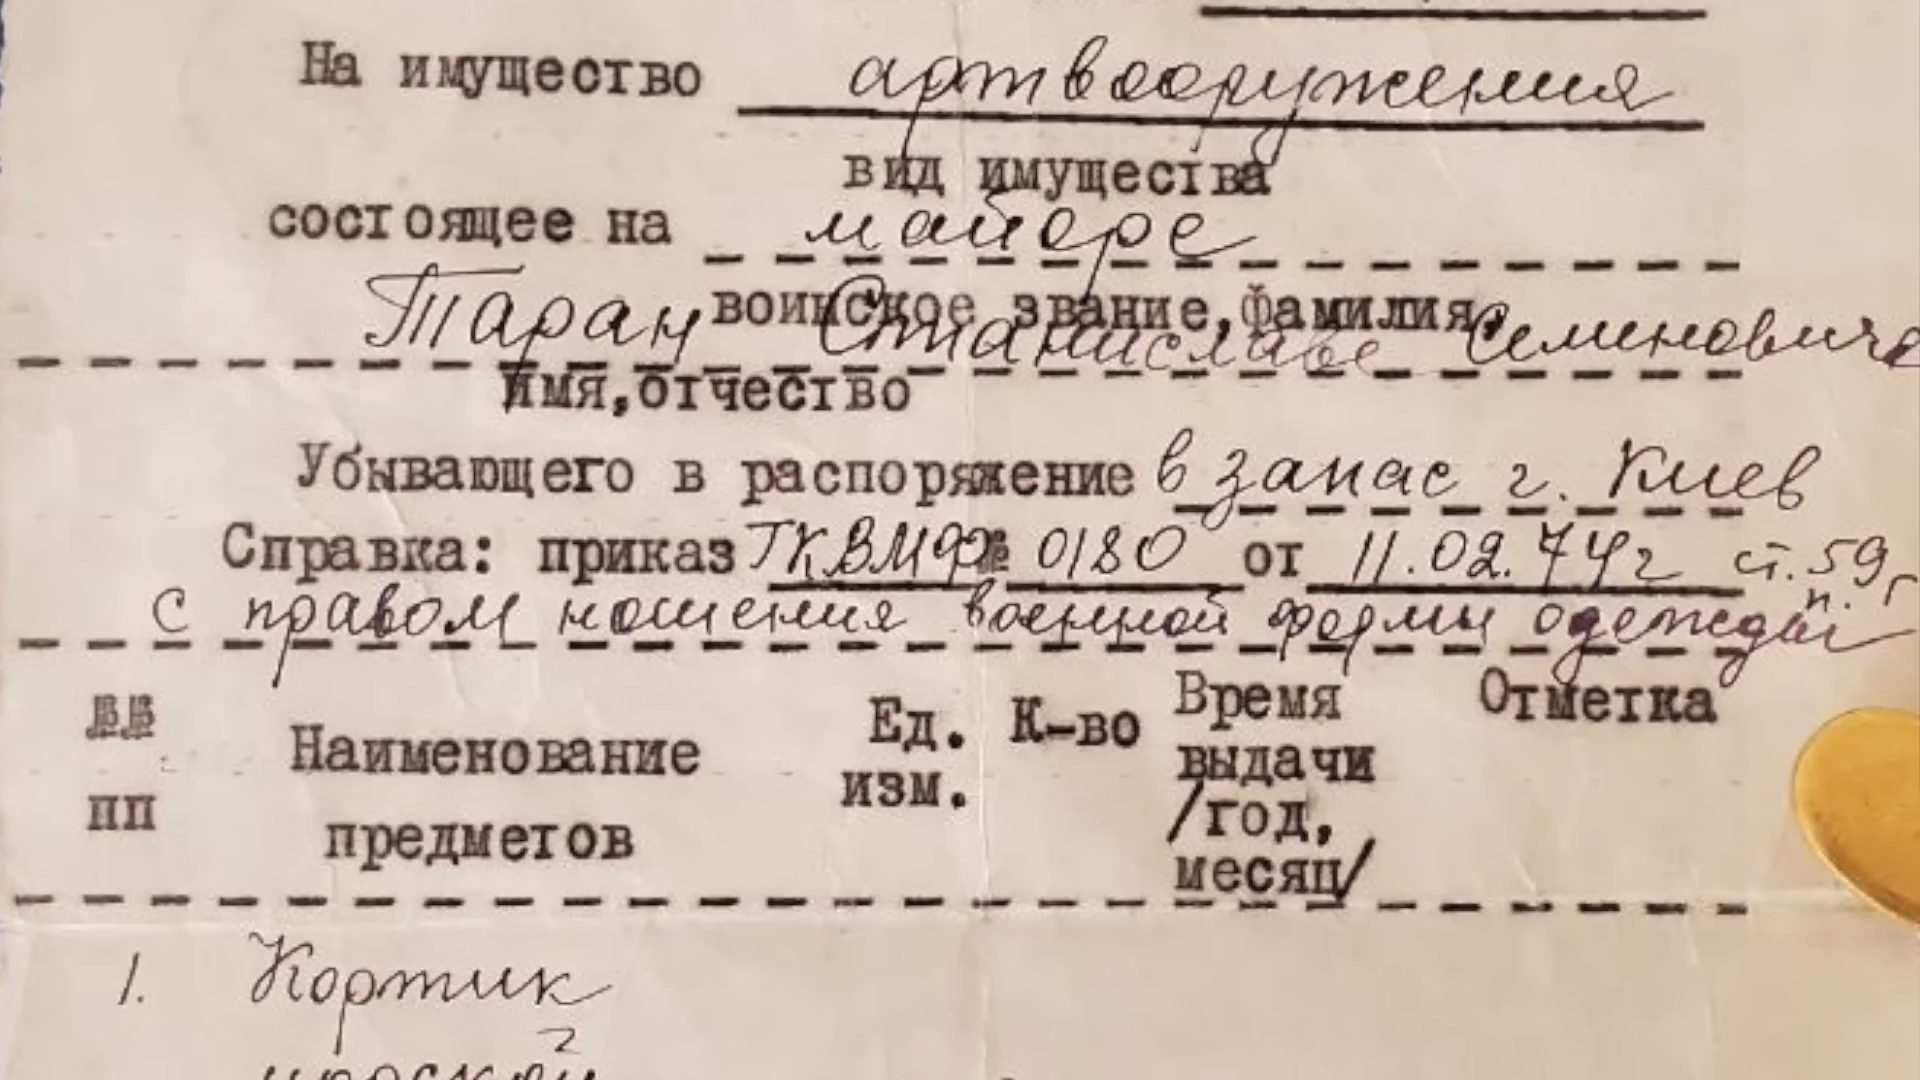 На имущество артвооружения
вид имущества
состоящее на майоре
воинское звание, фамилия,
Таран Станиславе Семеновиче
имя, отчество
Убывающего в распоряжение в запас г. Киев
Справка: приказ ГКВМФ № 0180 от 11.02.74г ст. 59 п. г
с правом ношения военной формы одежды
№№ пп
Наименование предметов
Ед. изм.
К-во
Время выдачи /год, месяц/
Отметка
1. Кортик
морской